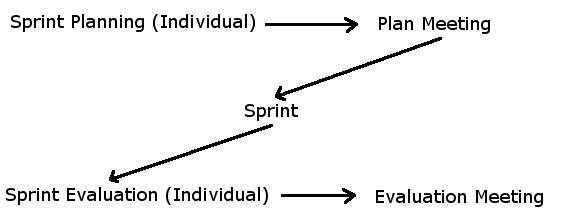 Sprint Planning (Individual)
Plan Meeting
Sprint
Sprint Evaluation (Individual)
Evaluation Meeting